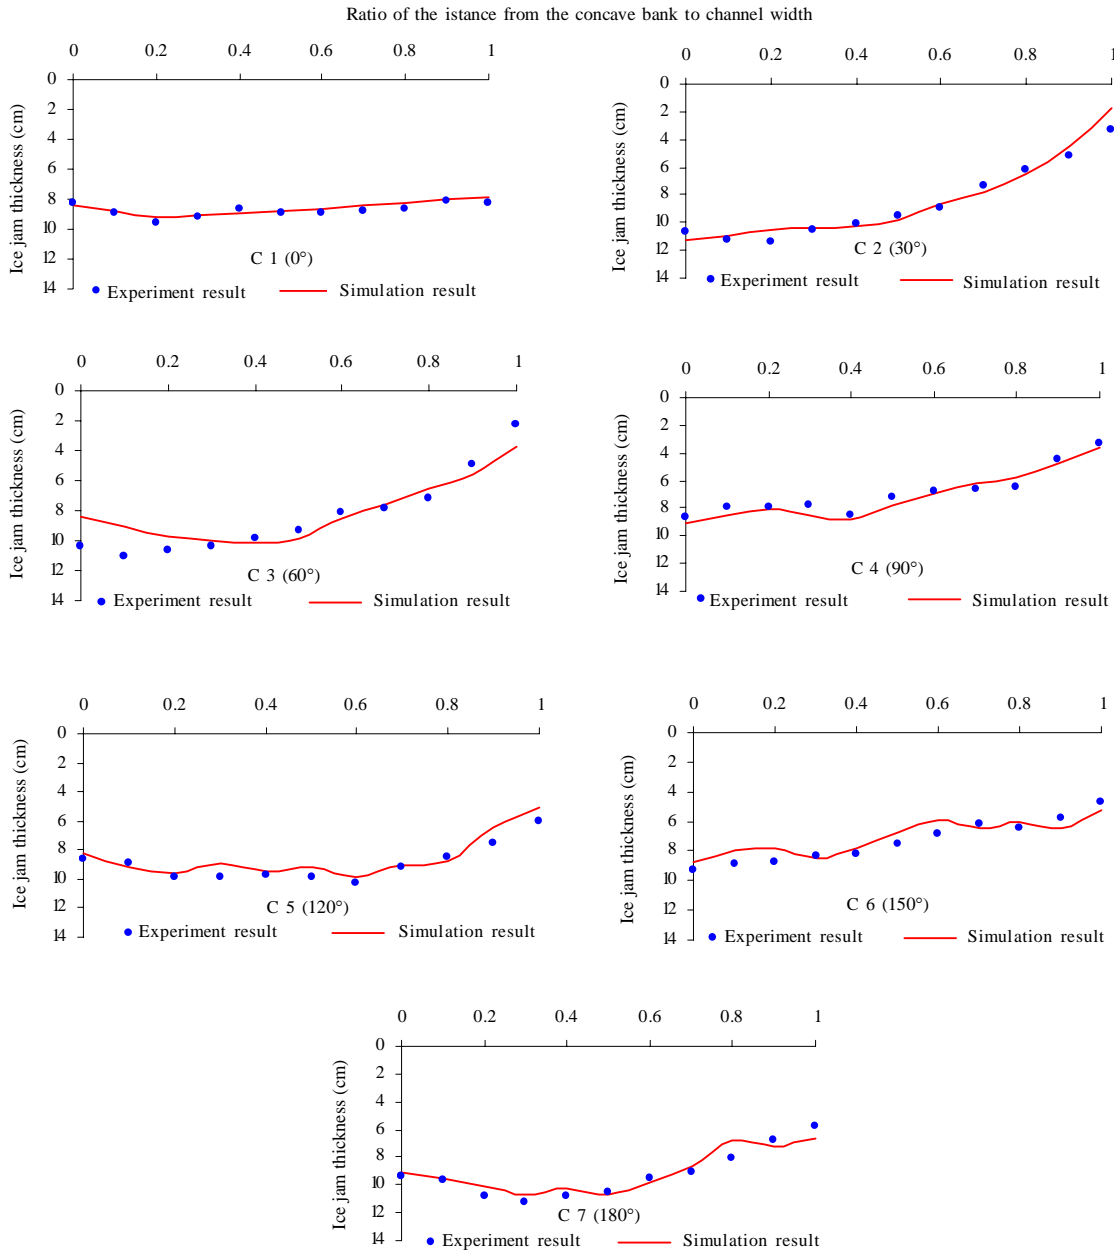 Ratio of the istance from the concave bank to channel width
0 0.2 0.4 0.6 0.8 1
0
2
4
6
8
10
12
14
Ice jam thickness (cm)
C 1 (0°)
Experiment result Simulation result
0 0.2 0.4 0.6 0.8 1
0
2
4
6
8
10
12
14
Ice jam thickness (cm)
C 2 (30°)
Experiment result Simulation result
0 0.2 0.4 0.6 0.8 1
0
2
4
6
8
10
12
14
Ice jam thickness (cm)
C 3 (60°)
Experiment result Simulation result
0 0.2 0.4 0.6 0.8 1
0
2
4
6
8
10
12
14
Ice jam thickness (cm)
C 4 (90°)
Experiment result Simulation result
0 0.2 0.4 0.6 0.8 1
0
2
4
6
8
10
12
14
Ice jam thickness (cm)
C 5 (120°)
Experiment result Simulation result
0 0.2 0.4 0.6 0.8 1
0
2
4
6
8
10
12
14
Ice jam thickness (cm)
C 6 (150°)
Experiment result Simulation result
0 0.2 0.4 0.6 0.8 1
0
2
4
6
8
10
12
14
Ice jam thickness (cm)
C 7 (180°)
Experiment result Simulation result